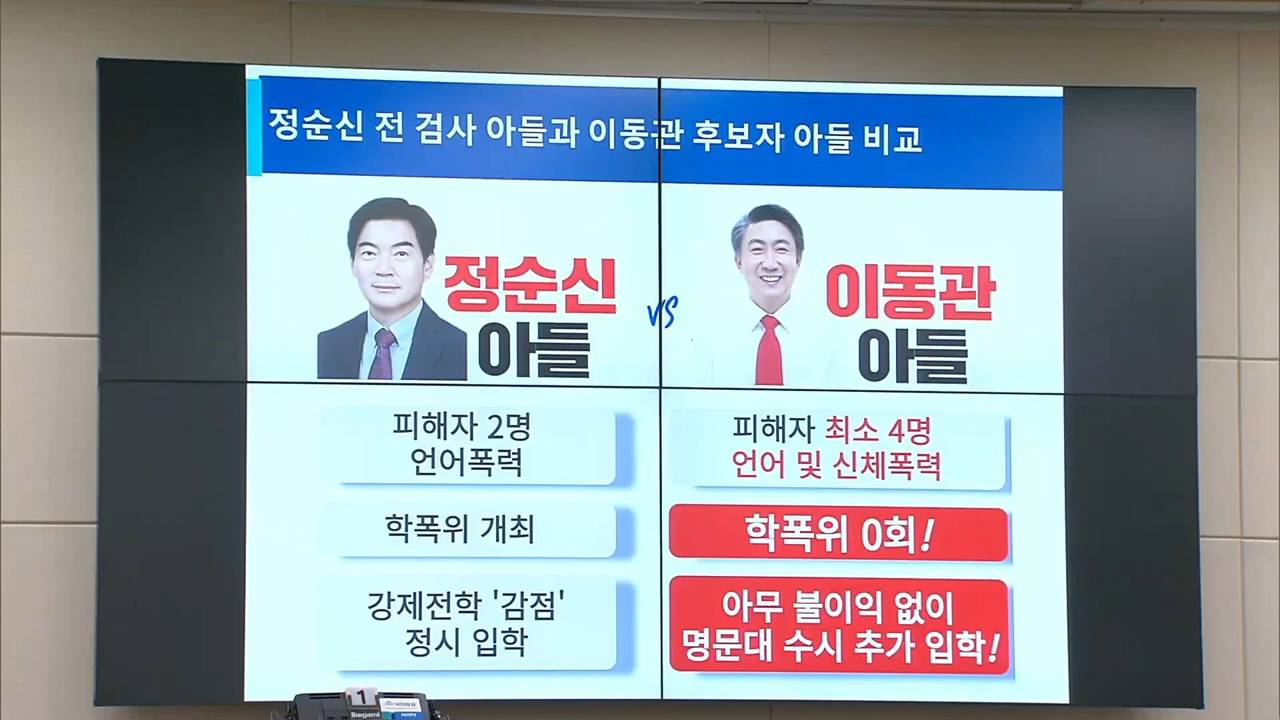 정순신 전 검사 아들과 이동관 후보자 아들 비교
정순신
아들
vs
이동관
아들
피해자 2명
언어폭력
피해자 최소 4명
언어 및 신체폭력
학폭위 개최
학폭위 0회!
강제전학 '감점'
정시 입학
아무 불이익 없이
명문대 수시 추가 입학!
1
Ikegami